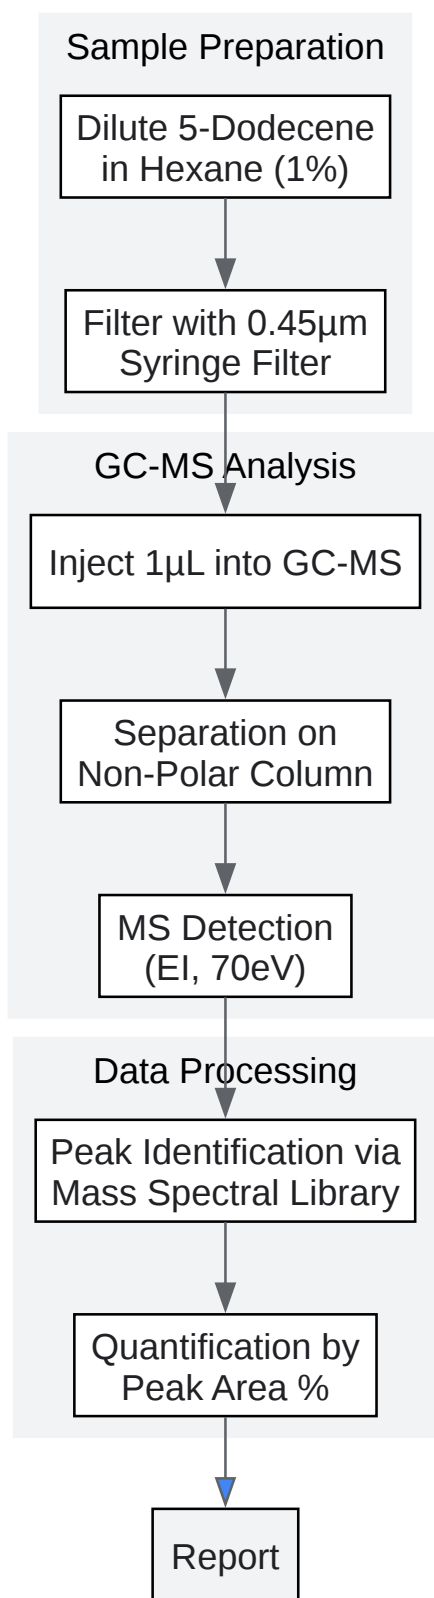 Sample Preparation
Dilute 5-Dodecene
in Hexane (1%)
Filter with 0.45µm
Syringe Filter
GC-MS Analysis
Inject 1µL into GC-MS
Separation on
Non-Polar Column
MS Detection
(EI, 70eV)
Data Processing
Peak Identification via
Mass Spectral Library
Quantification by
Peak Area %
Report